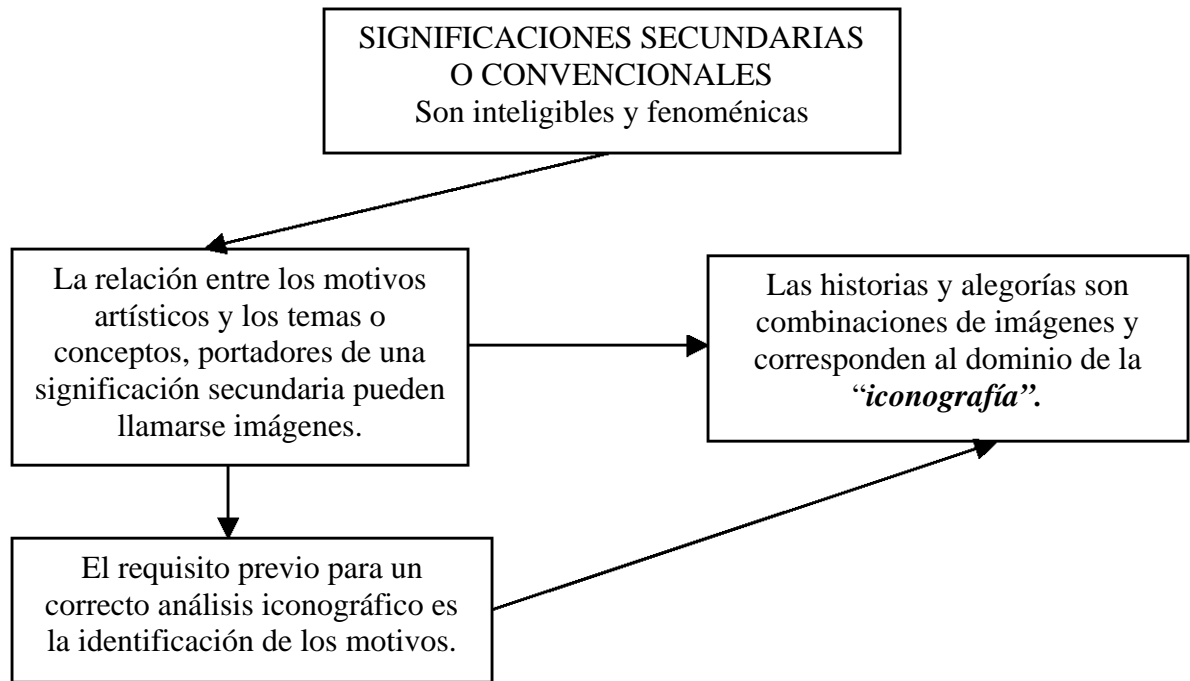 SIGNIFICACIONES SECUNDARIAS
O CONVENCIONALES
Son inteligibles y fenoménicas
La relación entre los motivos
artísticos y los temas o
conceptos, portadores de una
significación secundaria pueden
llamarse imágenes.
Las historias y alegorías son
combinaciones de imágenes y
corresponden al dominio de la
“iconografía”.
El requisito previo para un
correcto análisis iconográfico es
la identificación de los motivos.